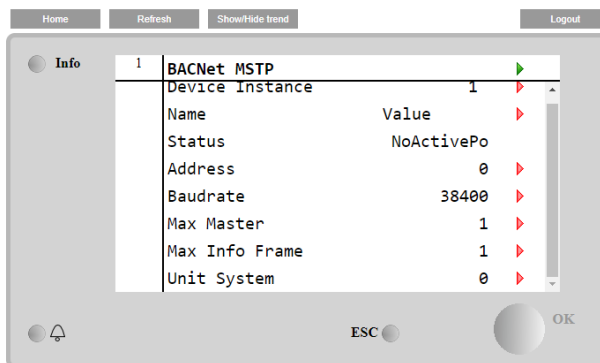 Home Refresh Show/Hide trend Logout
Info 1 BACNet MSTP
Device Instance 1
Name Value
Status NoActivePo
Address 0
Baudrate 38400
Max Master 1
Max Info Frame 1
Unit System 0
ESC OK